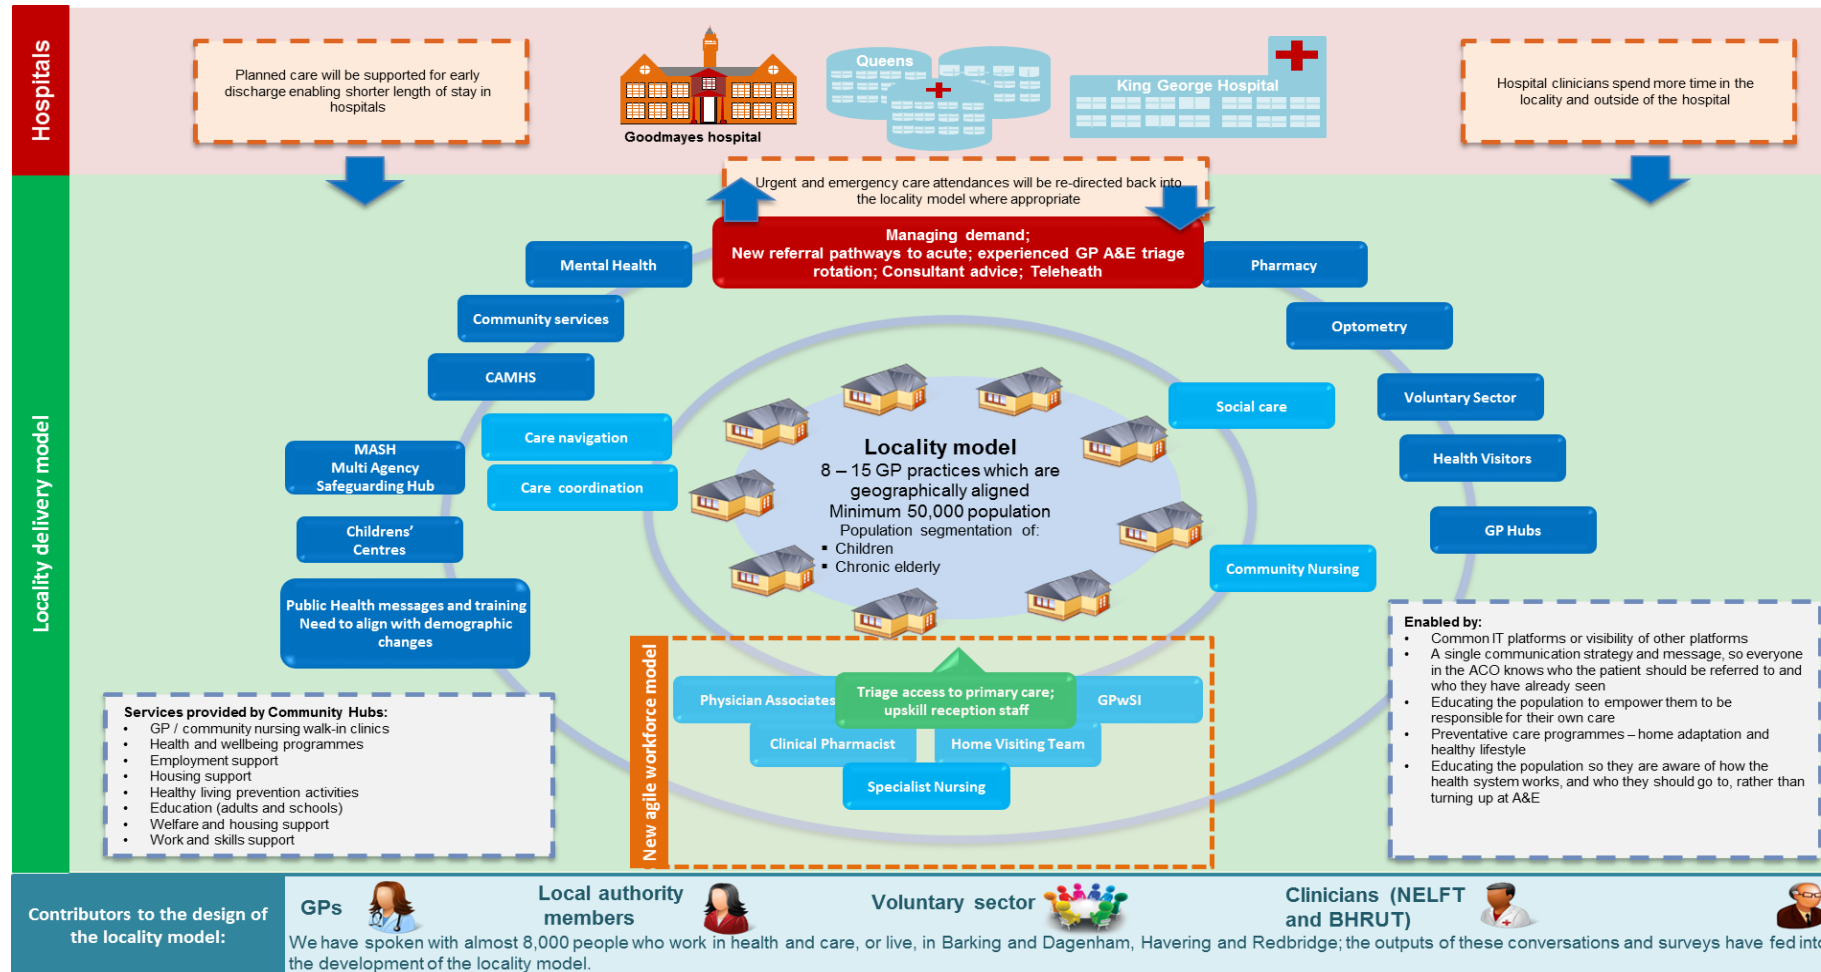 Hospitals
Planned care will be supported for early
discharge enabling shorter length of stay in
hospitals
Goodmayes hospital
Queens
King George Hospital
Hospital clinicians spend more time in the
locality and outside of the hospital
Urgent and emergency care attendances will be re-directed back into
the locality model where appropriate
Locality delivery model
Managing demand;
New referral pathways to acute; experienced GP A&E triage
rotation; Consultant advice; Teleheath
Mental Health
Community services
CAMHS
Care navigation
Care coordination
MASH
Multi Agency
Safeguarding Hub
Childrens'
Centres
Public Health messages and training
Need to align with demographic
changes
Pharmacy
Optometry
Social care
Voluntary Sector
Health Visitors
GP Hubs
Community Nursing
Locality model
8 – 15 GP practices which are
geographically aligned
Minimum 50,000 population
Population segmentation of:
▪ Children
▪ Chronic elderly
New agile workforce model
Physician Associates
Triage access to primary care;
upskill reception staff
GPwSI
Clinical Pharmacist
Home Visiting Team
Specialist Nursing
Services provided by Community Hubs:
• GP / community nursing walk-in clinics
• Health and wellbeing programmes
• Employment support
• Housing support
• Healthy living prevention activities
• Education (adults and schools)
• Welfare and housing support
• Work and skills support
Enabled by:
• Common IT platforms or visibility of other platforms
• A single communication strategy and message, so everyone
in the ACO knows who the patient should be referred to and
who they have already seen
• Educating the population to empower them to be
responsible for their own care
• Preventative care programmes – home adaptation and
healthy lifestyle
• Educating the population so they are aware of how the
health system works, and who they should go to, rather than
turning up at A&E
Contributors to the design of
the locality model:
GPs
Local authority
members
Voluntary sector
Clinicians (NELFT
and BHRUT)
We have spoken with almost 8,000 people who work in health and care, or live, in Barking and Dagenham, Havering and Redbridge; the outputs of these conversations and surveys have fed into
the development of the locality model.